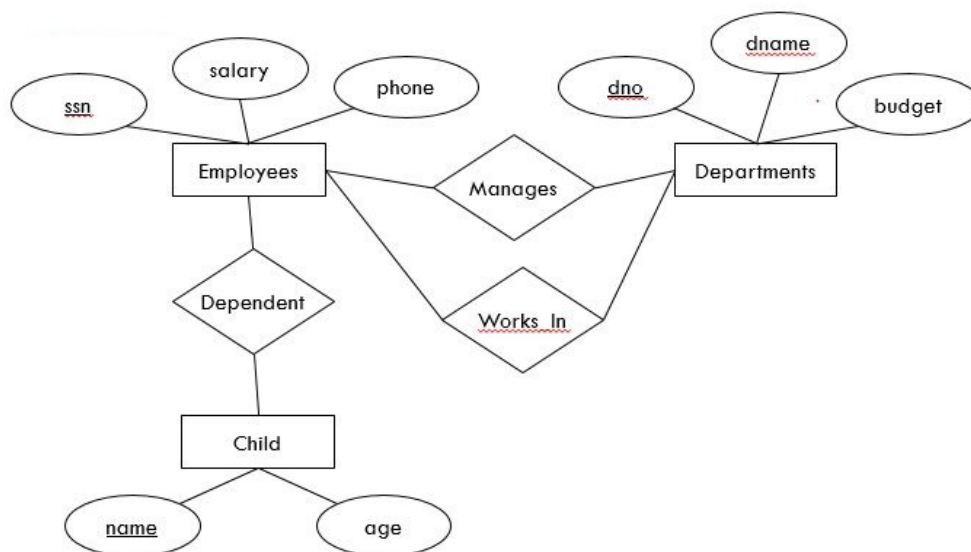 dname
salary
phone
dno
ssn
budget
Employees
Manages
Departments
Dependent
Works_In
Child
name
age